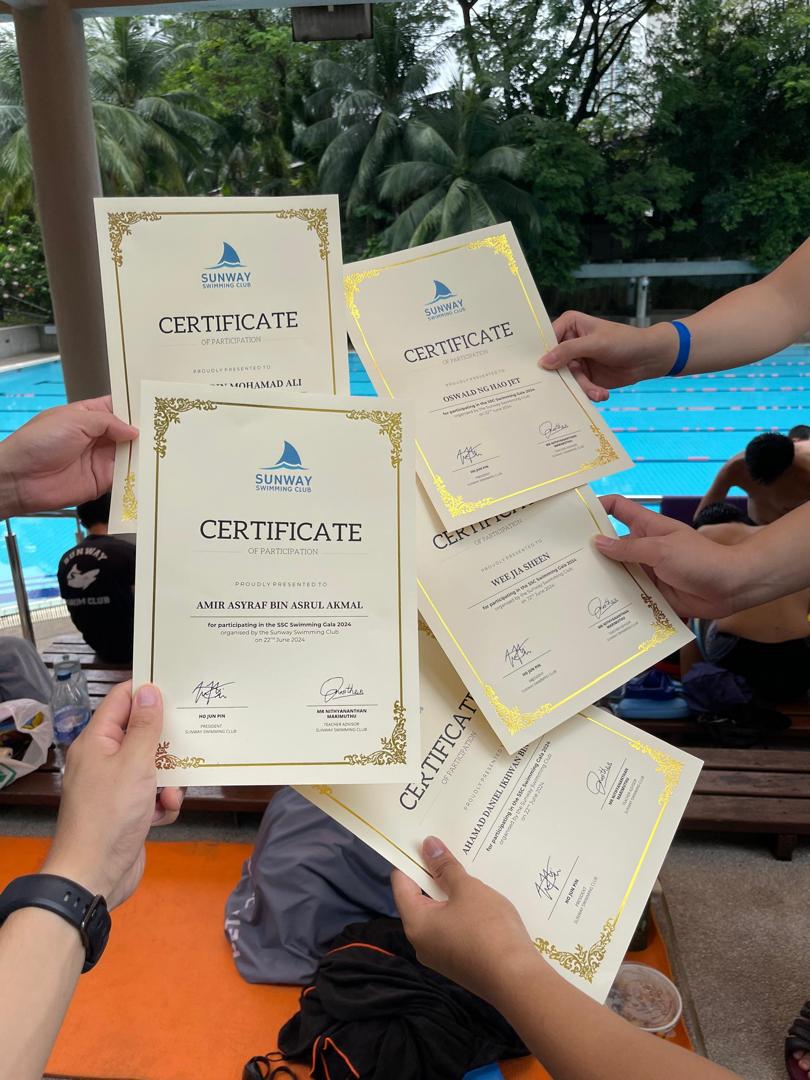 SUNWAY
SWIMMING CLUB
CERTIFICATE
OF PARTICIPATION
PROUDLY PRESENTED TO
BIN MOHAMAD ALI
SUNWAY
SWIMMING CLUB
CERTIFICATE
OF PARTICIPATION
PROUDLY PRESENTED TO
OSWALD NG HAO JET
for participating in the SSC Swimming Gala 2024
organised by the Sunway Swimming Club
on 22nd June 2024
HO JUN PIN
PRESIDENT
SUNWAY SWIMMING CLUB
MR NITHYANANTHAN
MARIMUTHU
TEACHER ADVISOR
SUNWAY SWIMMING CLUB
SUNWAY
SWIMMING CLUB
CERTIFICATE
OF PARTICIPATION
PROUDLY PRESENTED TO
AMIR ASYRAF BIN ASRUL AKMAL
for participating in the SSC Swimming Gala 2024
organised by the Sunway Swimming Club
on 22nd June 2024
HO JUN PIN
PRESIDENT
SUNWAY SWIMMING CLUB
MR NITHYANANTHAN
MARIMUTHU
TEACHER ADVISOR
SUNWAY SWIMMING CLUB
CERTIFICATE
OF PARTICIPATION
PROUDLY PRESENTED TO
WEE JIA SHEEN
for participating in the SSC Swimming Gala 2024
organised by the Sunway Swimming Club
on 22nd June 2024
HO JUN PIN
PRESIDENT
SUNWAY SWIMMING CLUB
MR NITHYANANTHAN
MARIMUTHU
TEACHER ADVISOR
SUNWAY SWIMMING CLUB
CERTIFICATE
OF PARTICIPATION
PROUDLY PRESENTED
AHAMAD DANIEL IKHWAN BIN
for participating in the SSC Swimming Gala 2024
organised by the Sunway Swimming Club
on 22nd June 2024
HO JUN PIN
PRESIDENT
SUNWAY SWIMMING CLUB
MR NITHYANANTHAN
MARIMUTHU
TEACHER ADVISOR
SUNWAY SWIMMING CLUB
SUNWAY
SWIM CLUB